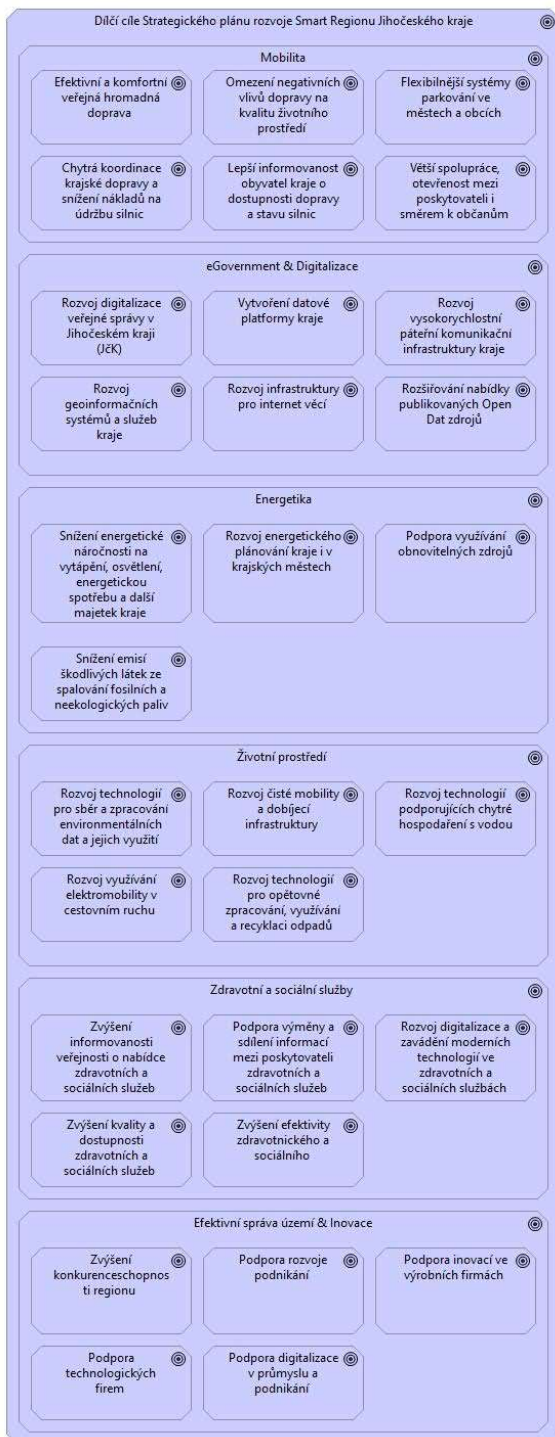 Dílčí cíle Strategického plánu rozvoje Smart Regionu Jihočeského kraje
Mobilita
Efektivní a komfortní
veřejná hromadná
doprava
Omezení negativních
vlivů dopravy na
kvalitu životního
prostředí
Flexibilnější systémy
parkování ve
městech a obcích
Chytrá koordinace
krajské dopravy a
snížení nákladů na
údržbu silnic
Lepší informovanost
obyvatel kraje o
dostupnosti dopravy
a stavu silnic
Větší spolupráce,
otevřenost mezi
poskytovateli i
směrem k občanům
eGovernment & Digitalizace
Rozvoj digitalizace
veřejné správy v
Jihočeském kraji
(JčK)
Vytvoření datové
platformy kraje
Rozvoj
vysokorychlostní
páteřní komunikační
infrastruktury kraje
Rozvoj
geoinformačních
systémů a služeb
kraje
Rozvoj infrastruktury
pro internet věcí
Rozšiřování nabídky
publikovaných Open
Dat zdrojů
Energetika
Snížení energetické
náročnosti na
vytápění, osvětlení,
energetickou
spotřebu a další
majetek kraje
Rozvoj energetického
plánování kraje i v
krajských městech
Podpora využívání
obnovitelných zdrojů
Snížení emisí
škodlivých látek ze
spalování fosilních a
neekologických paliv
Životní prostředí
Rozvoj technologií
pro sběr a zpracování
environmentálních
dat a jejich využití
Rozvoj čisté mobility
a dobíjecí
infrastruktury
Rozvoj technologií
podporujících chytré
hospodaření s vodou
Rozvoj využívání
elektromobility v
cestovním ruchu
Rozvoj technologií
pro opětovné
zpracování, využívání
a recyklaci odpadů
Zdravotní a sociální služby
Zvýšení
informovanosti
veřejnosti o nabídce
zdravotních a
sociálních služeb
Podpora výměny a
sdílení informací
mezi poskytovateli
zdravotních a
sociálních služeb
Rozvoj digitalizace a
zavádění moderních
technologií ve
zdravotních a
sociálních službách
Zvýšení kvality a
dostupnosti
zdravotních a
sociálních služeb
Zvýšení efektivity
zdravotnického a
sociálního
Efektivní správa území & Inovace
Zvýšení
konkurenceschopnos
ti regionu
Podpora rozvoje
podnikání
Podpora inovací ve
výrobních firmách
Podpora
technologických
firem
Podpora digitalizace
v průmyslu a
podnikání